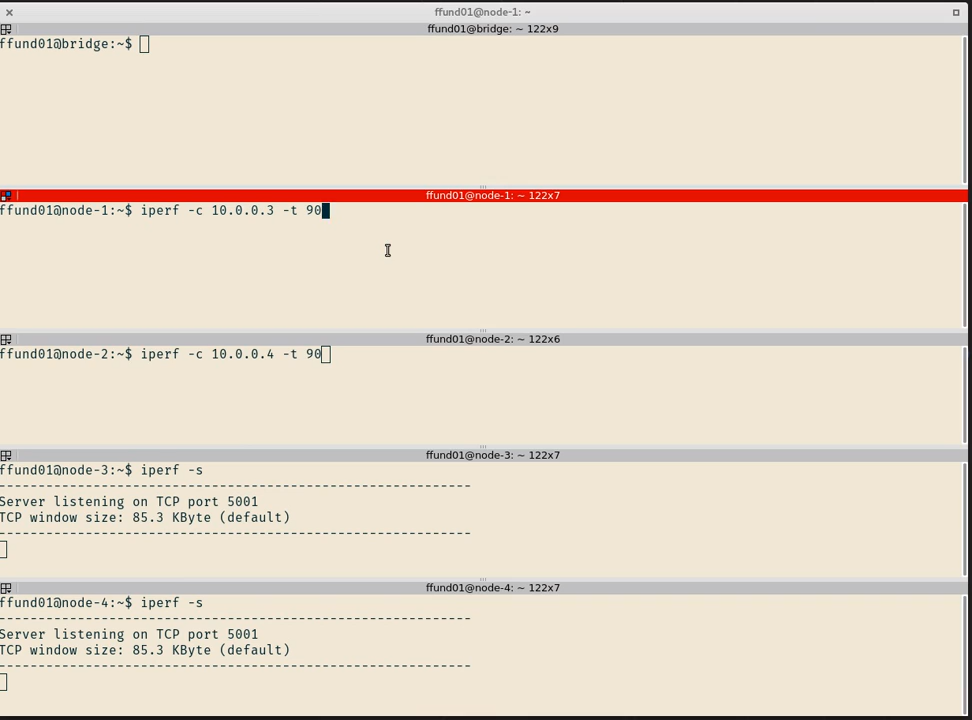 ffund01@node-1: ~
ffund01@bridge: ~ 122x9
ffund01@bridge:~$
ffund01@node-1: ~ 122x7
ffund01@node-1:~$ iperf -c 10.0.0.3 -t 90
ffund01@node-2: ~ 122x6
ffund01@node-2:~$ iperf -c 10.0.0.4 -t 90
ffund01@node-3: ~ 122x7
ffund01@node-3:~$ iperf -s
------------------------------------------------------------
Server listening on TCP port 5001
TCP window size: 85.3 KByte (default)
------------------------------------------------------------
ffund01@node-4: ~ 122x7
ffund01@node-4:~$ iperf -s
------------------------------------------------------------
Server listening on TCP port 5001
TCP window size: 85.3 KByte (default)
------------------------------------------------------------